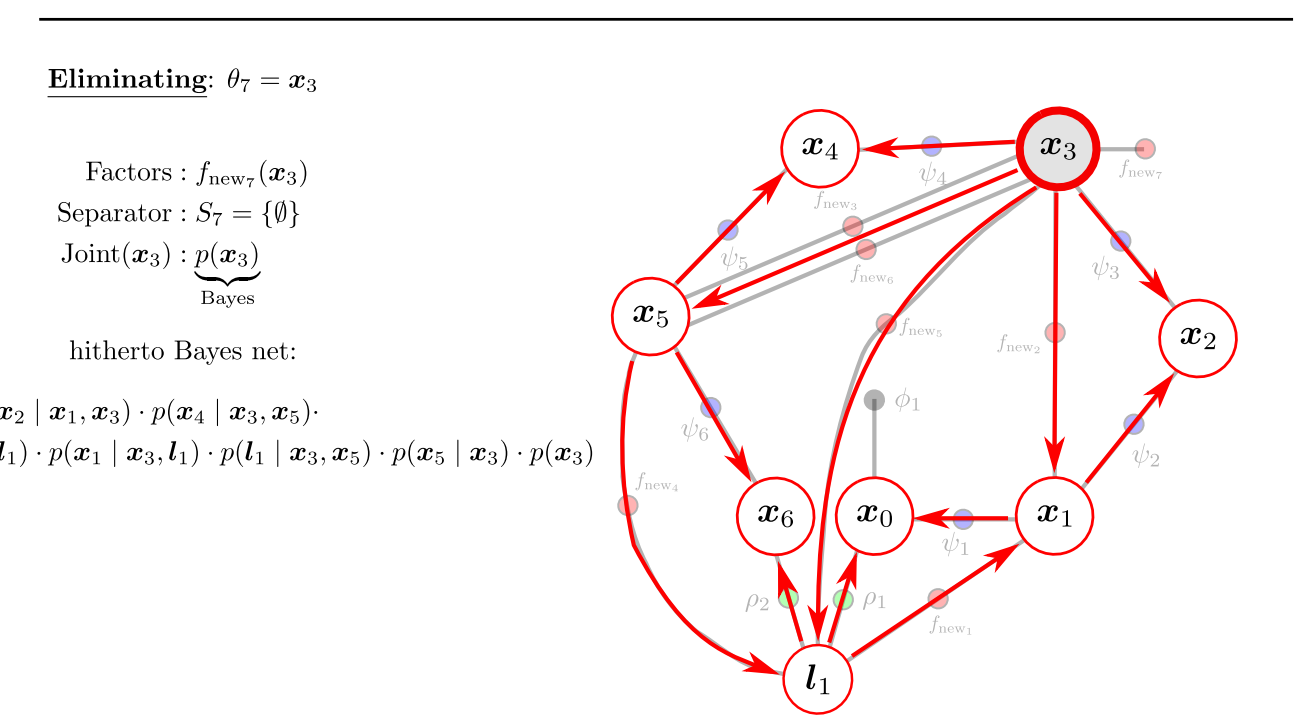 Eliminating: θ₇ = x₃
Factors : f_new₇(x₃)
Separator : S₇ = {∅}
Joint(x₃) : p(x₃)
Bayes
hitherto Bayes net:
x₂ | x₁, x₃) · p(x₄ | x₃, x₅)·
l₁) · p(x₁ | x₃, l₁) · p(l₁ | x₃, x₅) · p(x₅ | x₃) · p(x₃)
x₄
x₃
ψ₄
f_new₇
f_new₃
ψ₅
f_new₆
ψ₃
x₅
f_new₅
f_new₂
x₂
ϕ₁
ψ₆
ψ₂
f_new₄
x₆
x₀
x₁
ψ₁
ρ₂
ρ₁
f_new₁
l₁